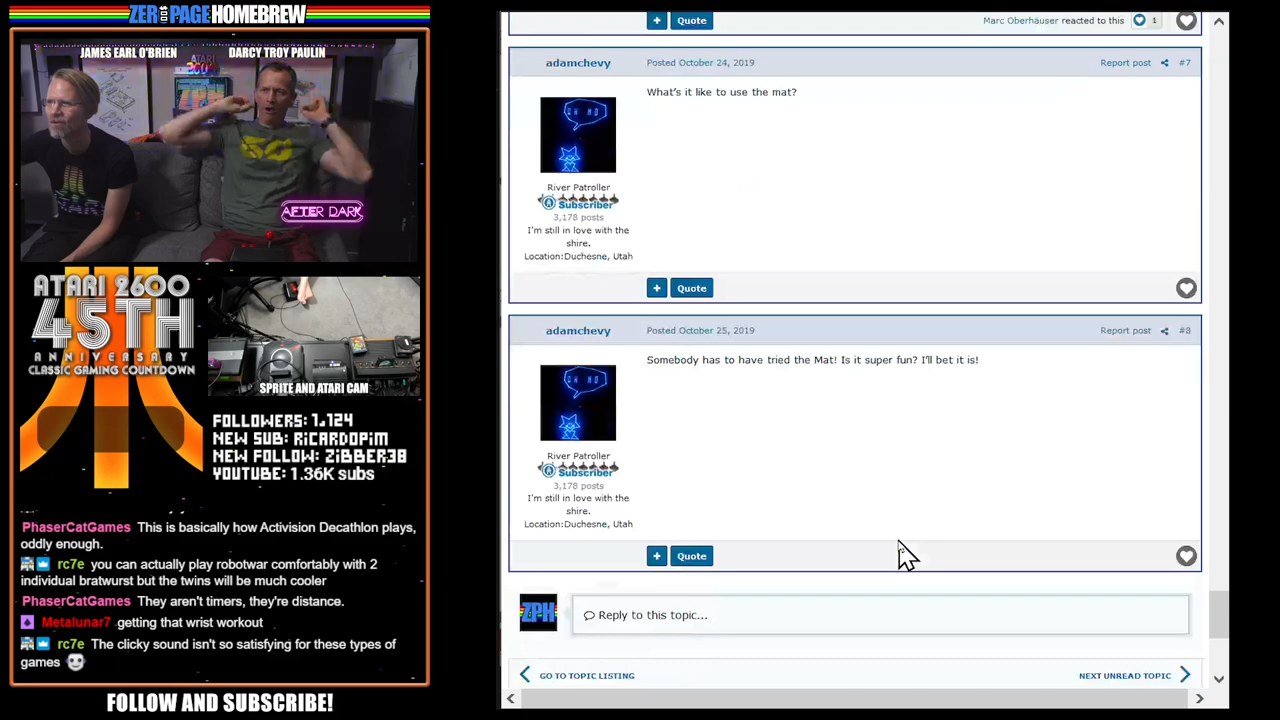 ZER PAGE HOMEBREW
JAMES EARL O'BRIEN
DARCY TROY PAULIN
AFTER DARK
ATARI 2600
45TH
ANNIVERSARY
CLASSIC GAMING COUNTDOWN
SPRITE AND ATARI CAM
FOLLOWERS: 1,124
NEW SUB: RICARDOPIM
NEW FOLLOW: ZIBBER38
YOUTUBE: 1.36K subs
PhaserCatGames This is basically how Activision Decathlon plays,
oddly enough.
rc7e you can actually play robotwar comfortably with 2
individual bratwurst but the twins will be much cooler
PhaserCatGames They aren't timers, they're distance.
Metalunar7 getting that wrist workout
rc7e The clicky sound isn't so satisfying for these types of
games
FOLLOW AND SUBSCRIBE!
+ Quote
Marc Oberhäuser reacted to this
1
adamchevy
Posted October 24, 2019
Report post
#7
What's it like to use the mat?
OH NO
River Patroller
Subscriber
3,178 posts
I'm still in love with the
shire.
Location:Duchesne, Utah
+ Quote
adamchevy
Posted October 25, 2019
Report post
#8
Somebody has to have tried the Mat! Is it super fun? I'll bet it is!
OH NO
River Patroller
Subscriber
3,178 posts
I'm still in love with the
shire.
Location:Duchesne, Utah
+ Quote
ZPH
Reply to this topic...
GO TO TOPIC LISTING
NEXT UNREAD TOPIC